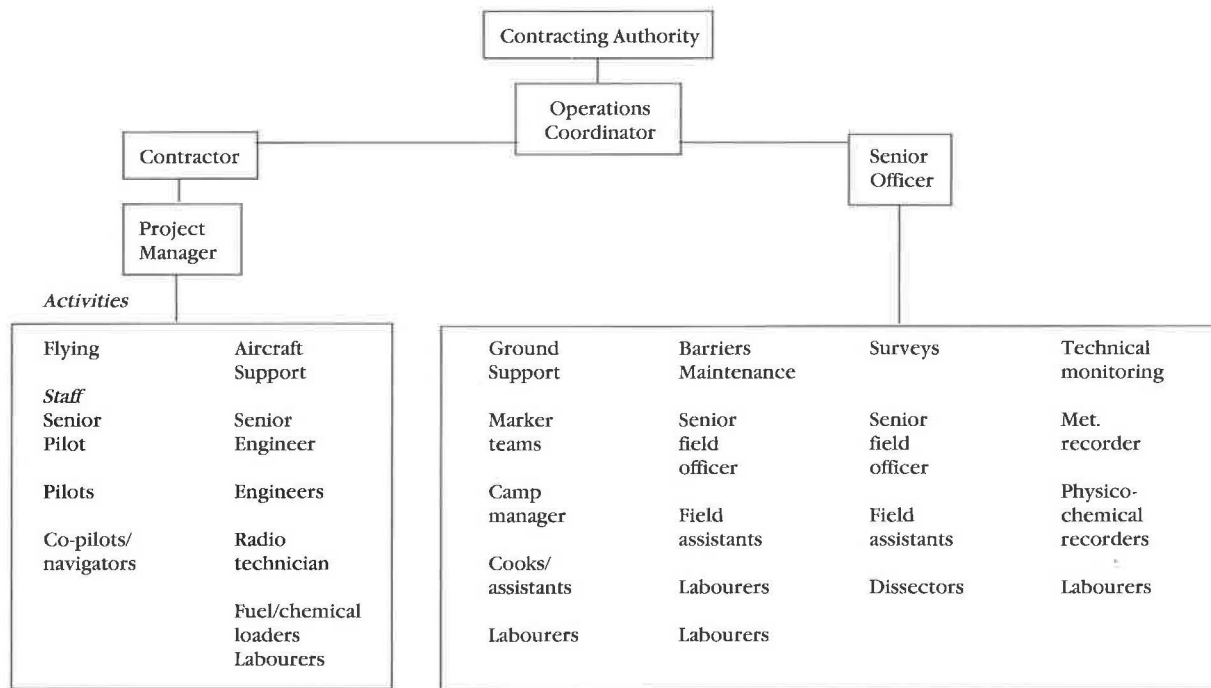 Contracting Authority
Operations
Coordinator
Contractor
Senior
Officer
Project
Manager
Activities
Flying
Aircraft
Support
Staff
Senior
Pilot
Senior
Engineer
Pilots
Engineers
Co-pilots/
navigators
Radio
technician
Fuel/chemical
loaders
Labourers
Ground
Support
Marker
teams
Camp
manager
Cooks/
assistants
Labourers
Barriers
Maintenance
Senior
field
officer
Field
assistants
Labourers
Labourers
Surveys
Senior
field
officer
Field
assistants
Dissectors
Technical
monitoring
Met.
recorder
Physico-
chemical
recorders
Labourers